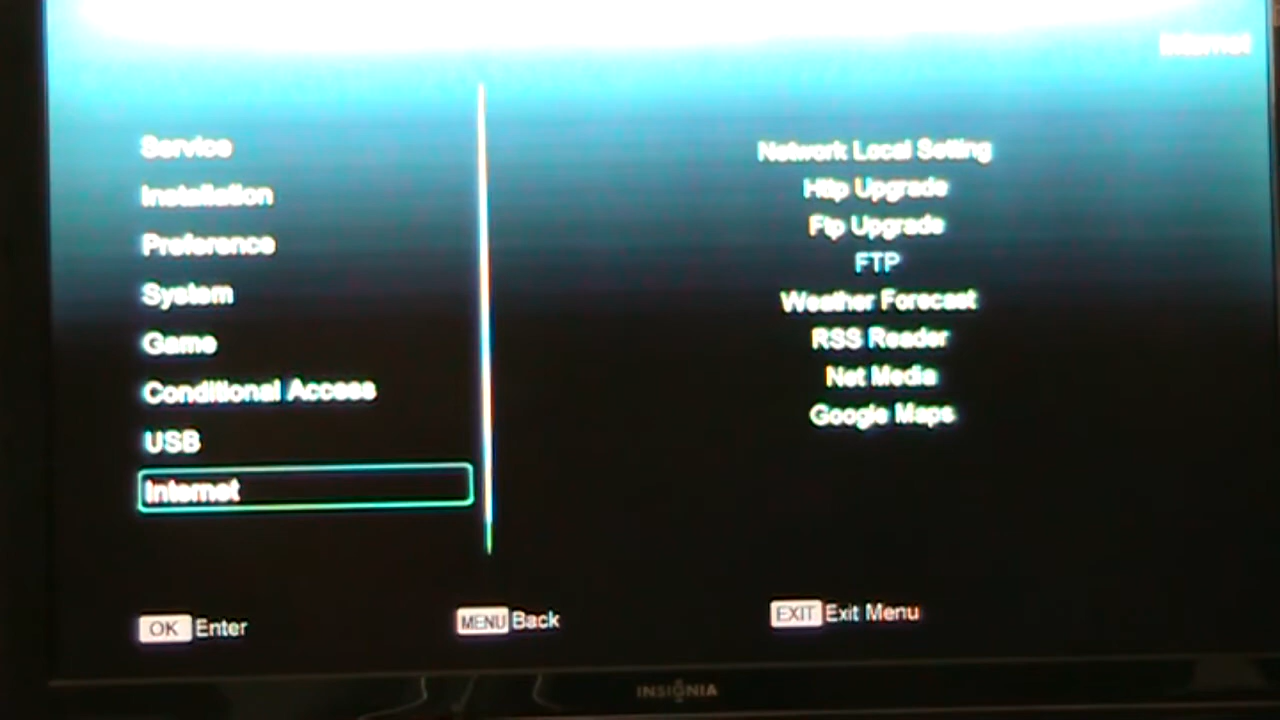 Internet
Service
Installation
Preference
System
Game
Conditional Access
USB
Internet
Network Local Setting
Http Upgrade
Ftp Upgrade
FTP
Weather Forecast
RSS Reader
Net Media
Google Maps
OK Enter
MENU Back
EXIT Exit Menu
INSIGNIA